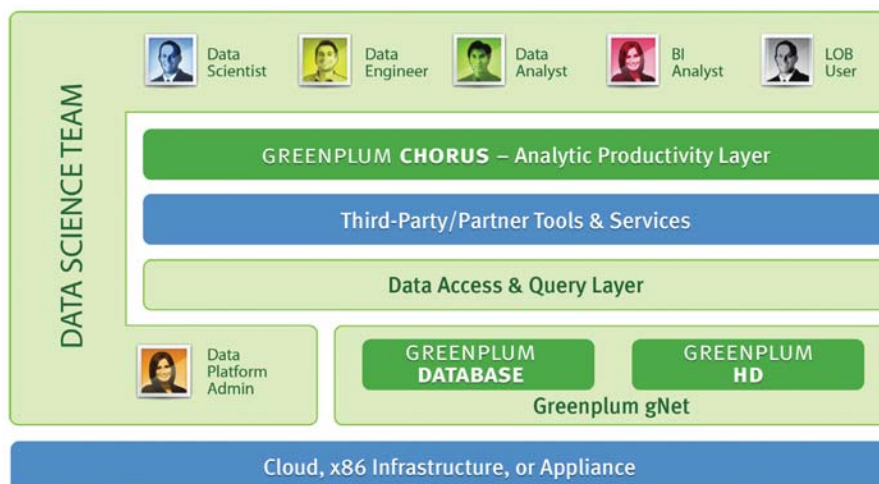 DATA SCIENCE TEAM
Data
Scientist
Data
Engineer
Data
Analyst
BI
Analyst
LOB
User
GREENPLUM CHORUS – Analytic Productivity Layer
Third-Party/Partner Tools & Services
Data Access & Query Layer
Data
Platform
Admin
GREENPLUM
DATABASE
GREENPLUM
HD
Greenplum gNet
Cloud, x86 Infrastructure, or Appliance